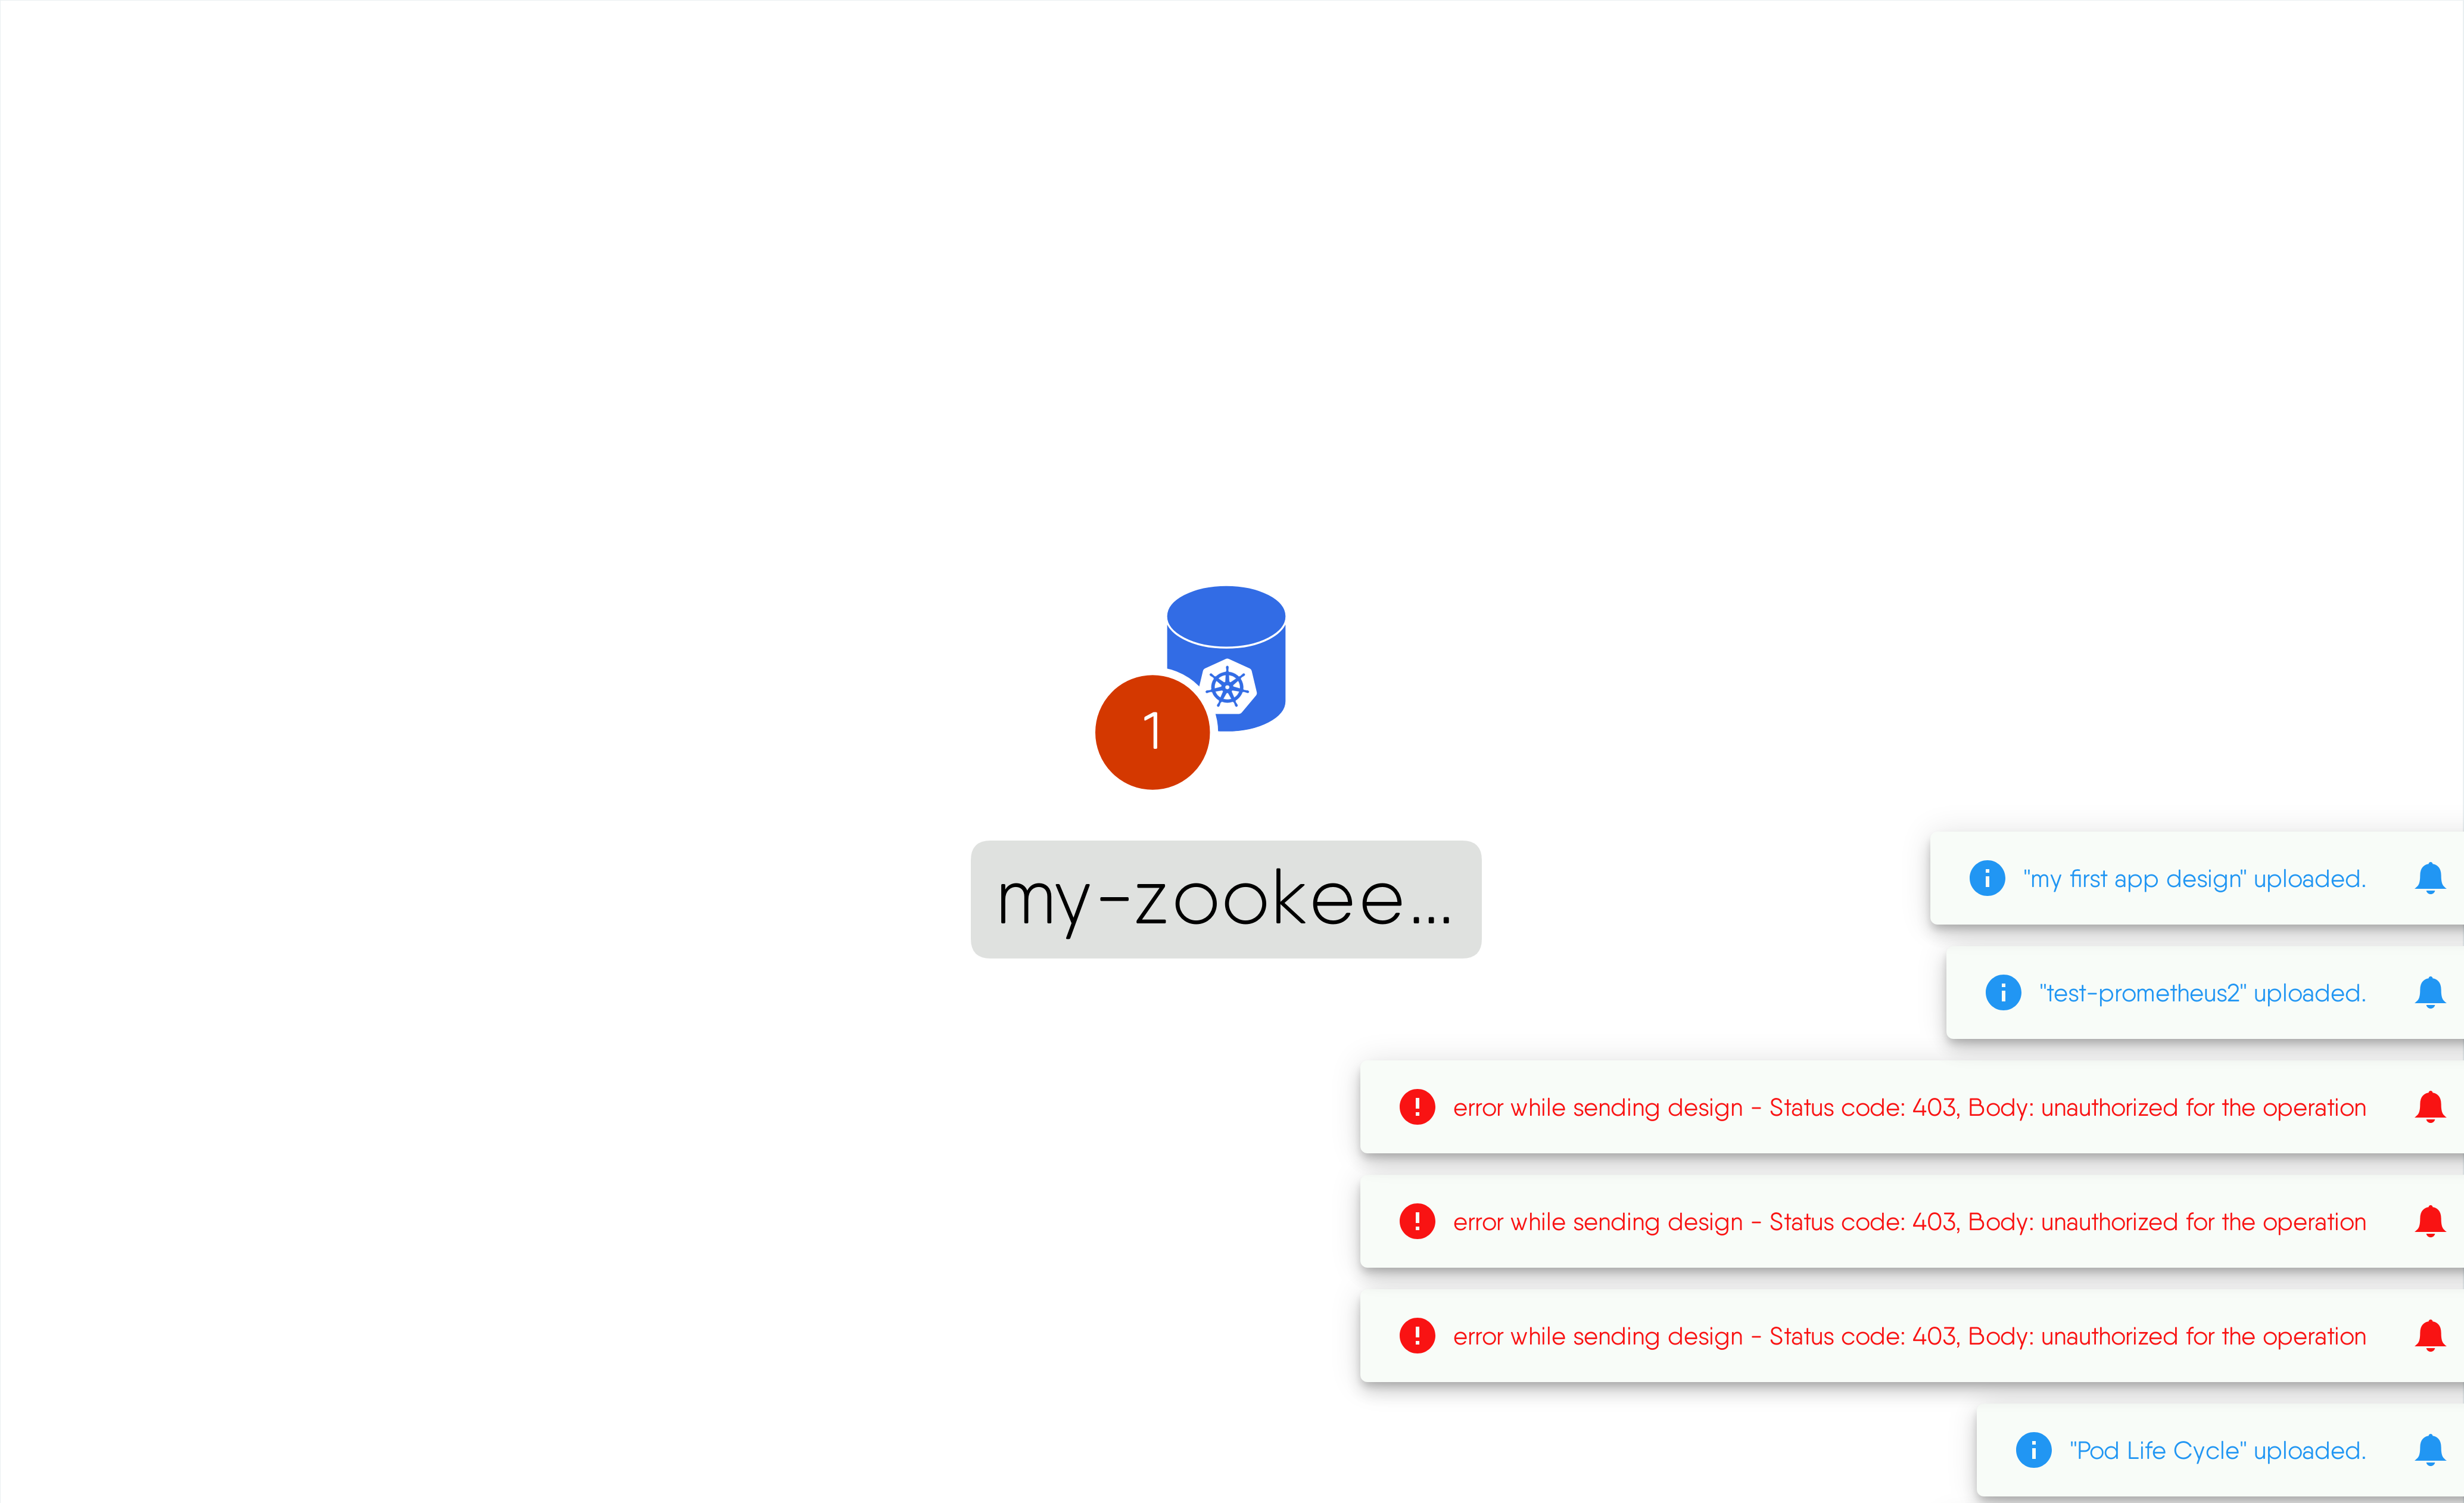 1
my-zookee...
"my first app design" uploaded.
"test-prometheus2" uploaded.
error while sending design - Status code: 403, Body: unauthorized for the operation
error while sending design - Status code: 403, Body: unauthorized for the operation
error while sending design - Status code: 403, Body: unauthorized for the operation
"Pod Life Cycle" uploaded.